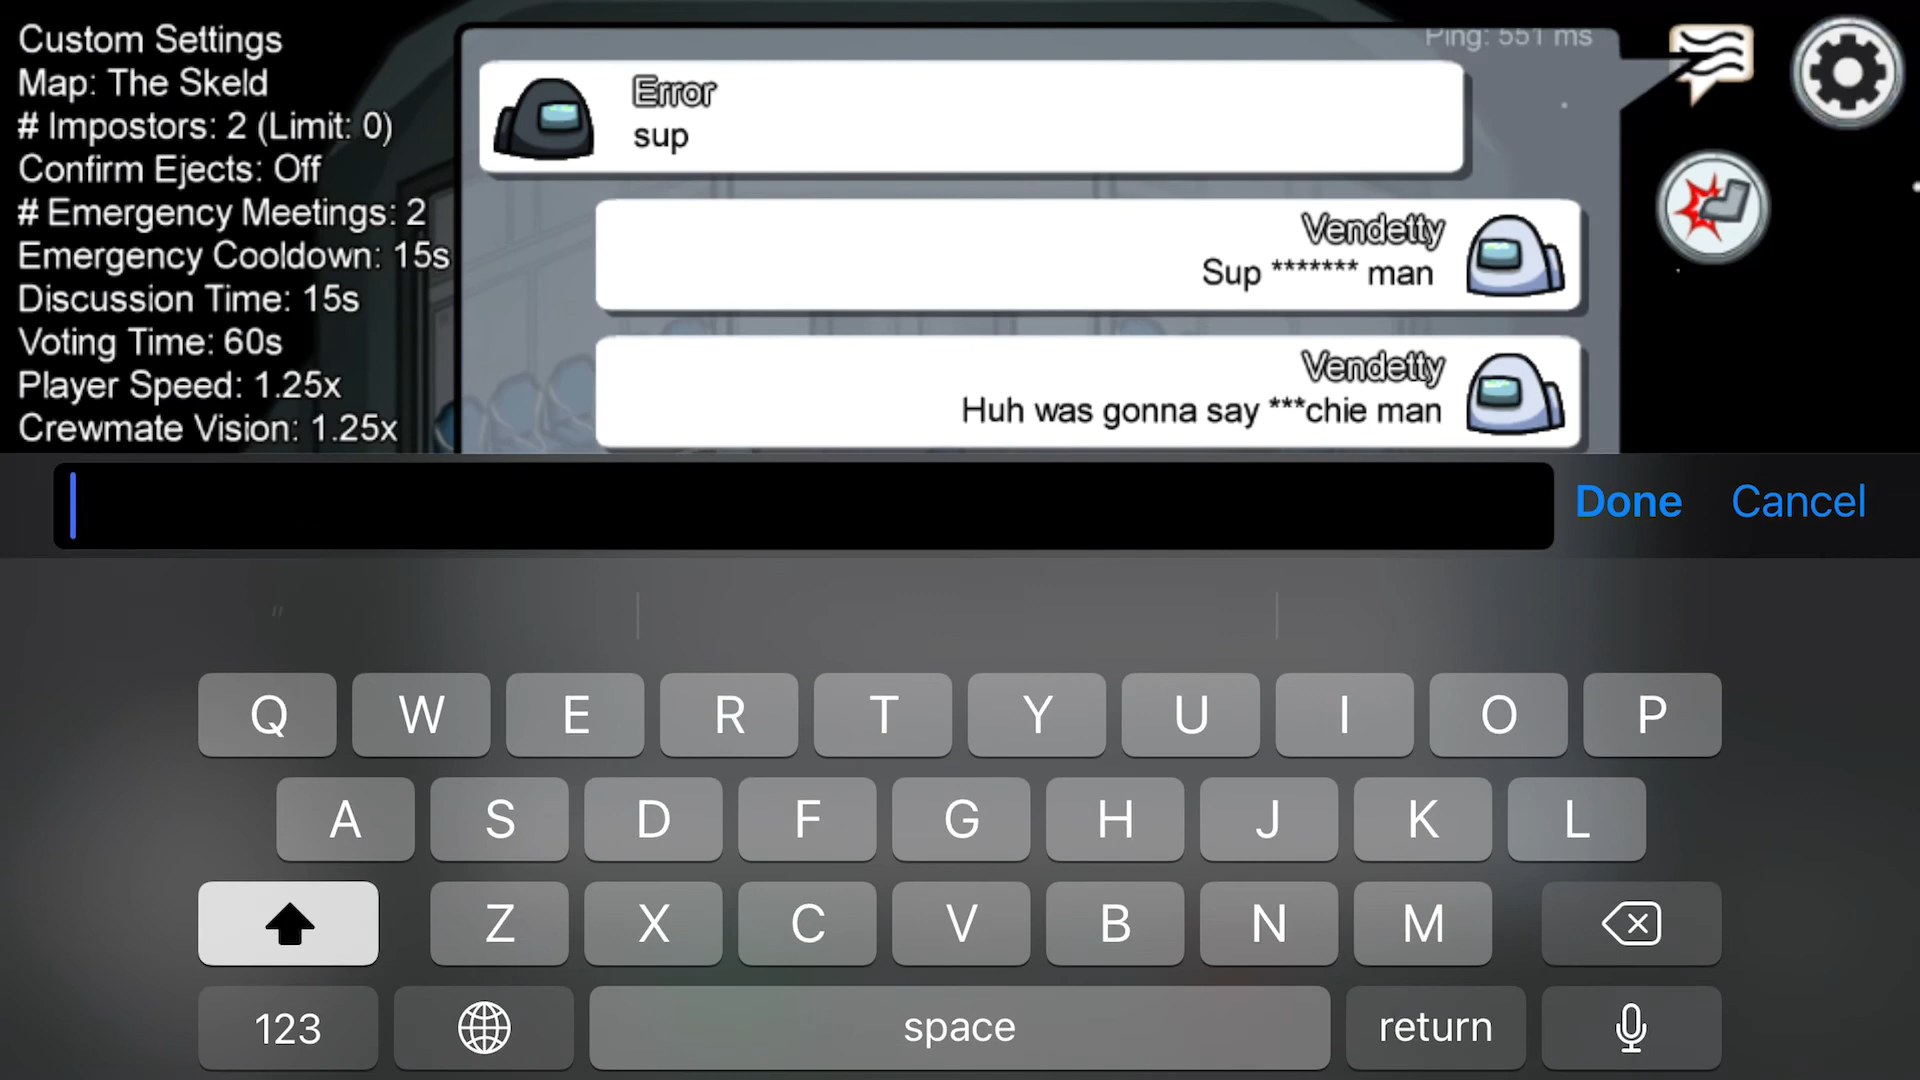 Custom Settings
Map: The Skeld
# Impostors: 2 (Limit: 0)
Confirm Ejects: Off
# Emergency Meetings: 2
Emergency Cooldown: 15s
Discussion Time: 15s
Voting Time: 60s
Player Speed: 1.25x
Crewmate Vision: 1.25x
Ping: 551 ms
Error
sup
Vendetty
Sup ******* man
Vendetty
Huh was gonna say ***chie man
Done Cancel
"
Q W E R T Y U I O P
A S D F G H J K L
Z X C V B N M
123 space return